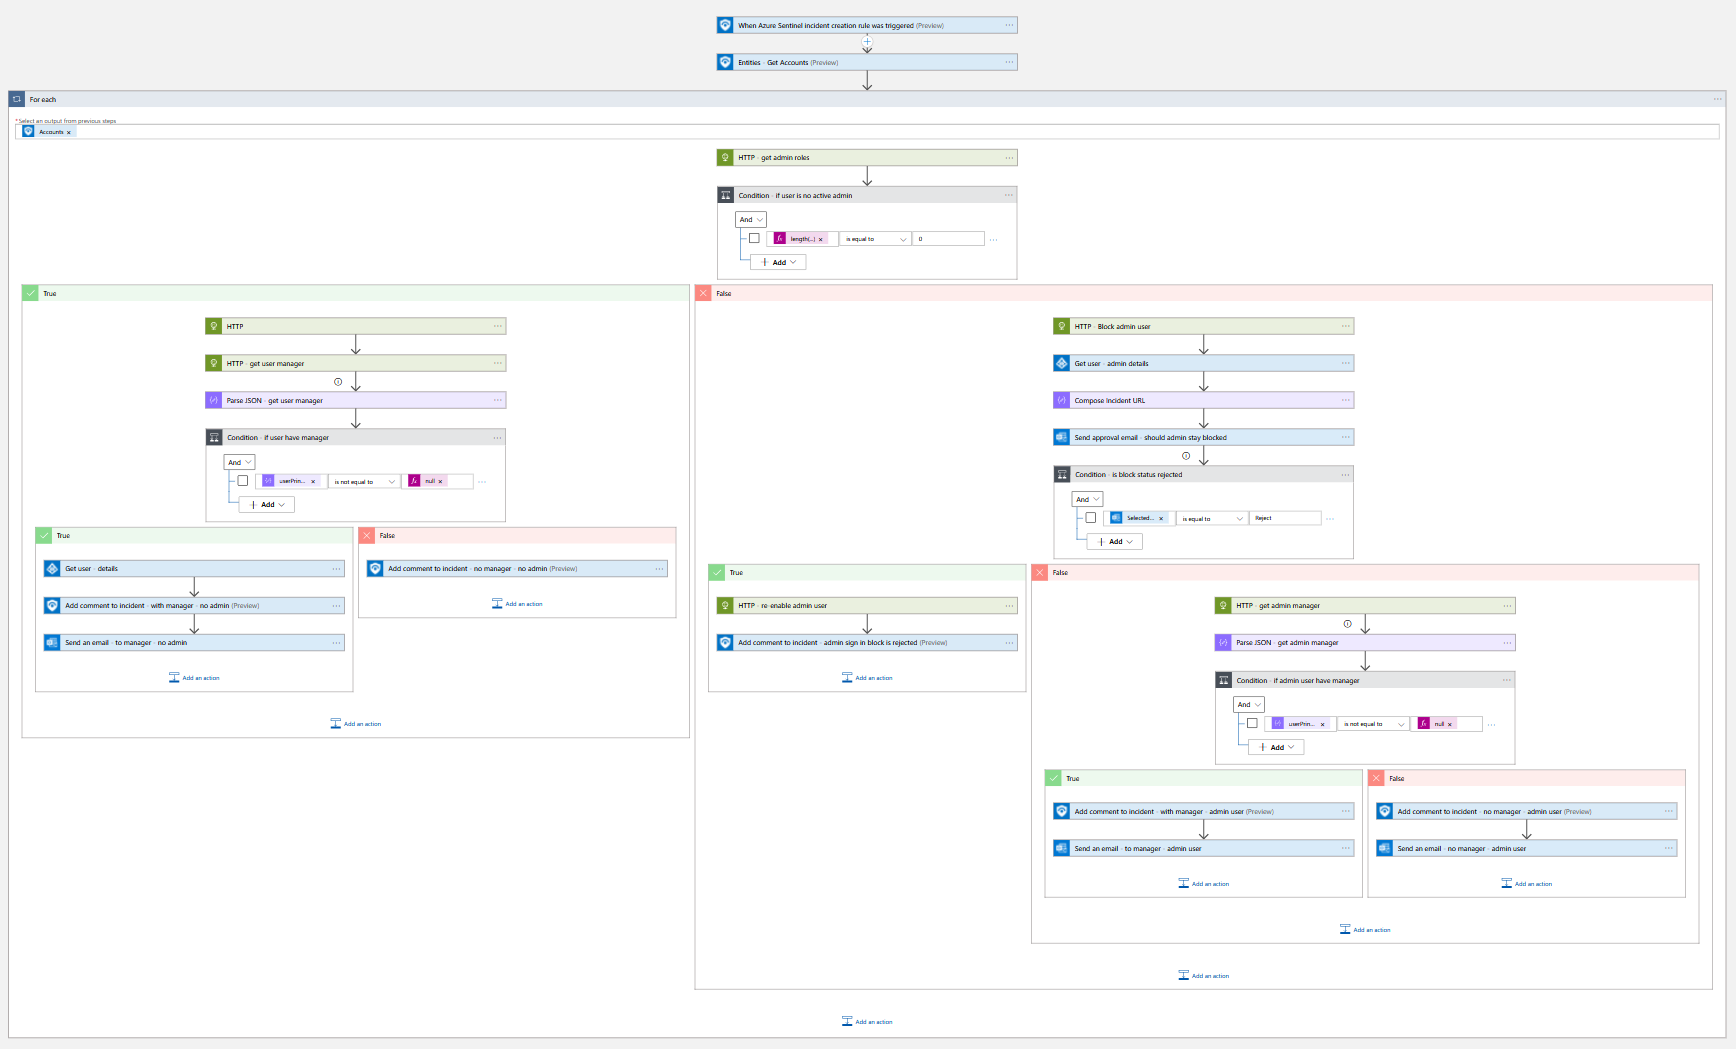 When Azure Sentinel incident creation rule was triggered (Preview)
Entities - Get Accounts (Preview)
For each
*Select an output from previous steps
Accounts x
HTTP - get admin roles
Condition - if user is no active admin
And
length(...) x is equal to 0
Add
True
HTTP
HTTP - get user manager
Parse JSON - get user manager
Condition - if user have manager
And
userPrin... x is not equal to null x
Add
True
Get user - details
Add comment to incident - with manager - no admin (Preview)
Send an email - to manager - no admin
Add an action
False
Add comment to incident - no manager - no admin (Preview)
Add an action
Add an action
False
HTTP - Block admin user
Get user - admin details
Compose Incident URL
Send approval email - should admin stay blocked
Condition - is block status rejected
And
Selected... x is equal to Reject
Add
True
HTTP - re-enable admin user
Add comment to incident - admin sign in block is rejected (Preview)
Add an action
False
HTTP - get admin manager
Parse JSON - get admin manager
Condition - if admin user have manager
And
userPrin... x is not equal to null x
Add
True
Add comment to incident - with manager - admin user (Preview)
Send an email - to manager - admin user
Add an action
False
Add comment to incident - no manager - admin user (Preview)
Send an email - no manager - admin user
Add an action
Add an action
Add an action
Add an action